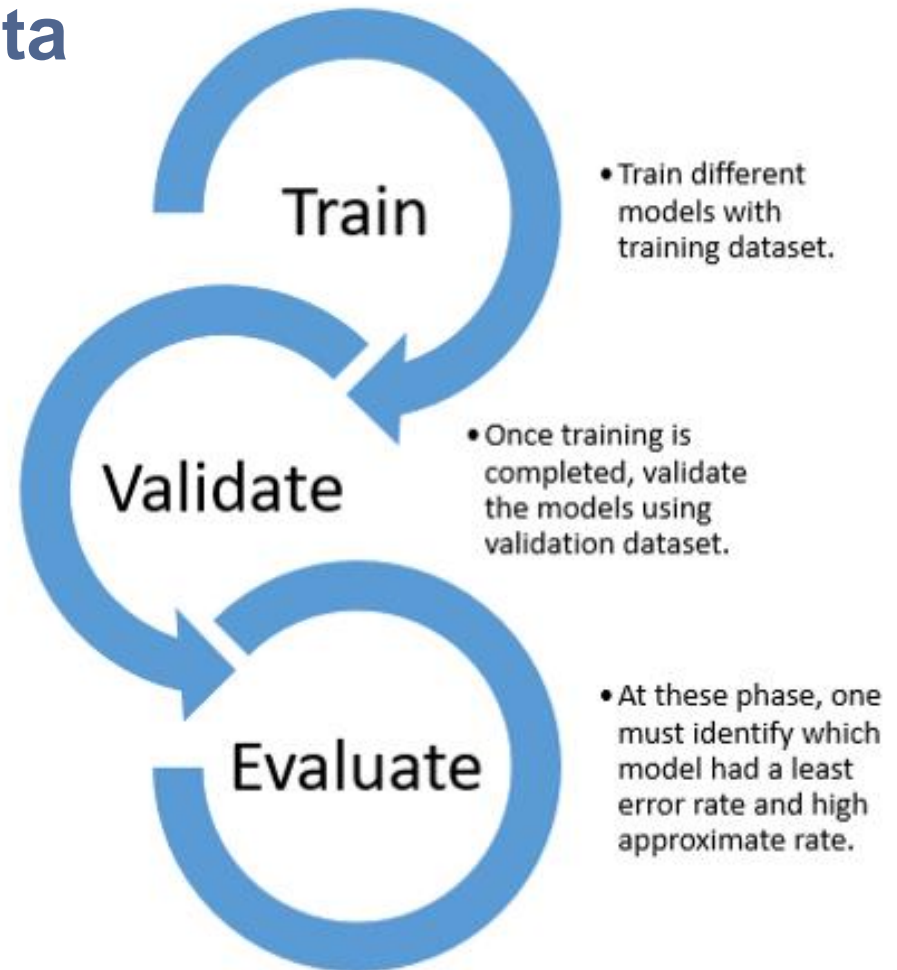 ta
Train
• Train different
models with
training dataset.
Validate
• Once training is
completed, validate
the models using
validation dataset.
Evaluate
• At these phase, one
must identify which
model had a least
error rate and high
approximate rate.